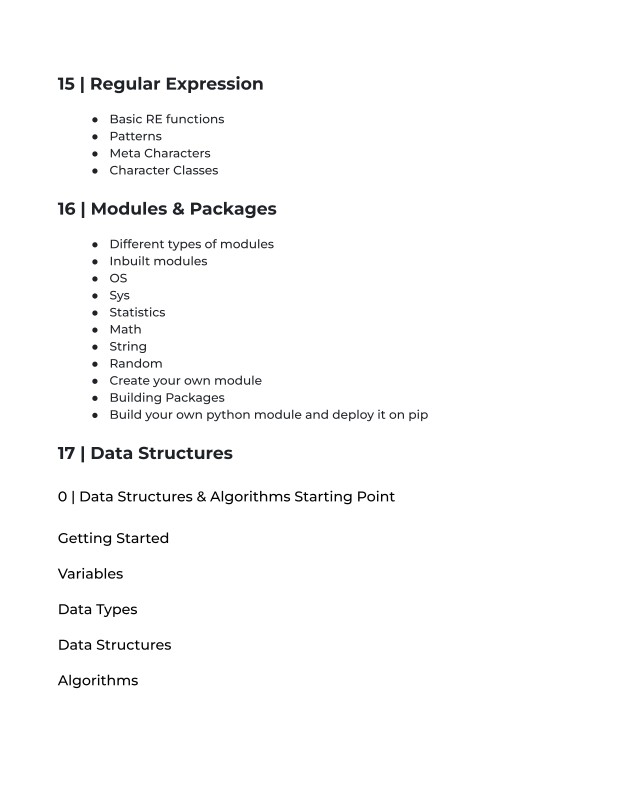 15 | Regular Expression
● Basic RE functions
● Patterns
● Meta Characters
● Character Classes
16 | Modules & Packages
● Different types of modules
● Inbuilt modules
● OS
● Sys
● Statistics
● Math
● String
● Random
● Create your own module
● Building Packages
● Build your own python module and deploy it on pip
17 | Data Structures
0 | Data Structures & Algorithms Starting Point
Getting Started
Variables
Data Types
Data Structures
Algorithms